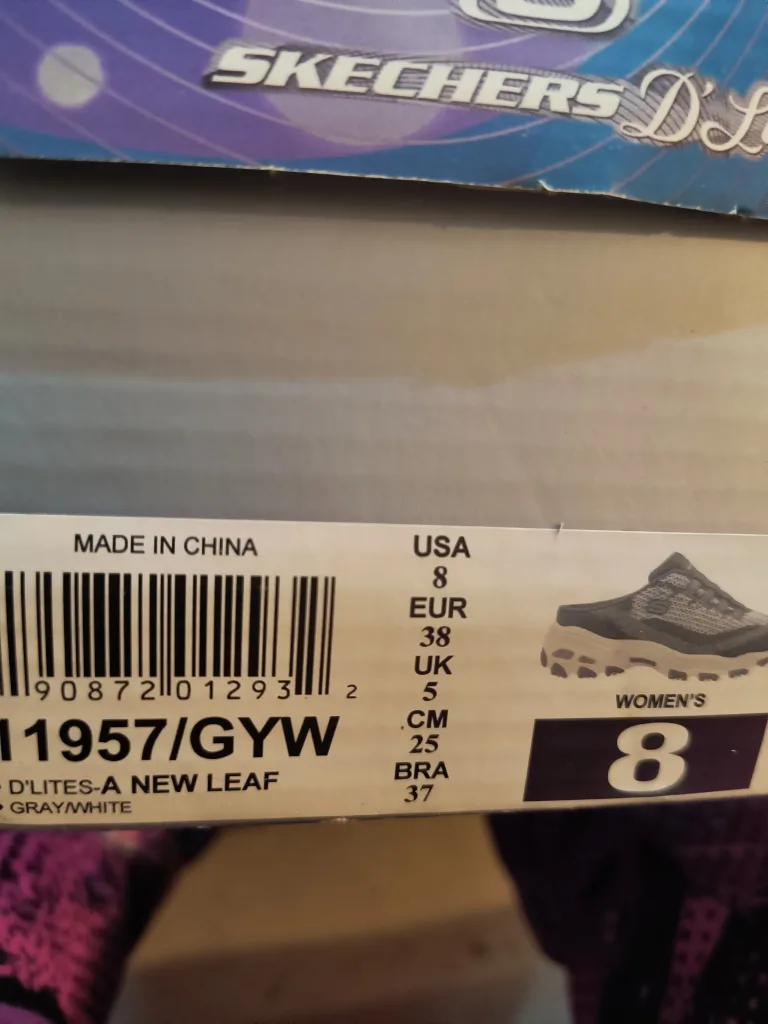 SKECHERS
MADE IN CHINA
90872 01293 2
11957/GYW
• D'LITES-A NEW LEAF
• GRAY/WHITE
USA
8
EUR
38
UK
5
CM
25
BRA
37
WOMEN'S
8